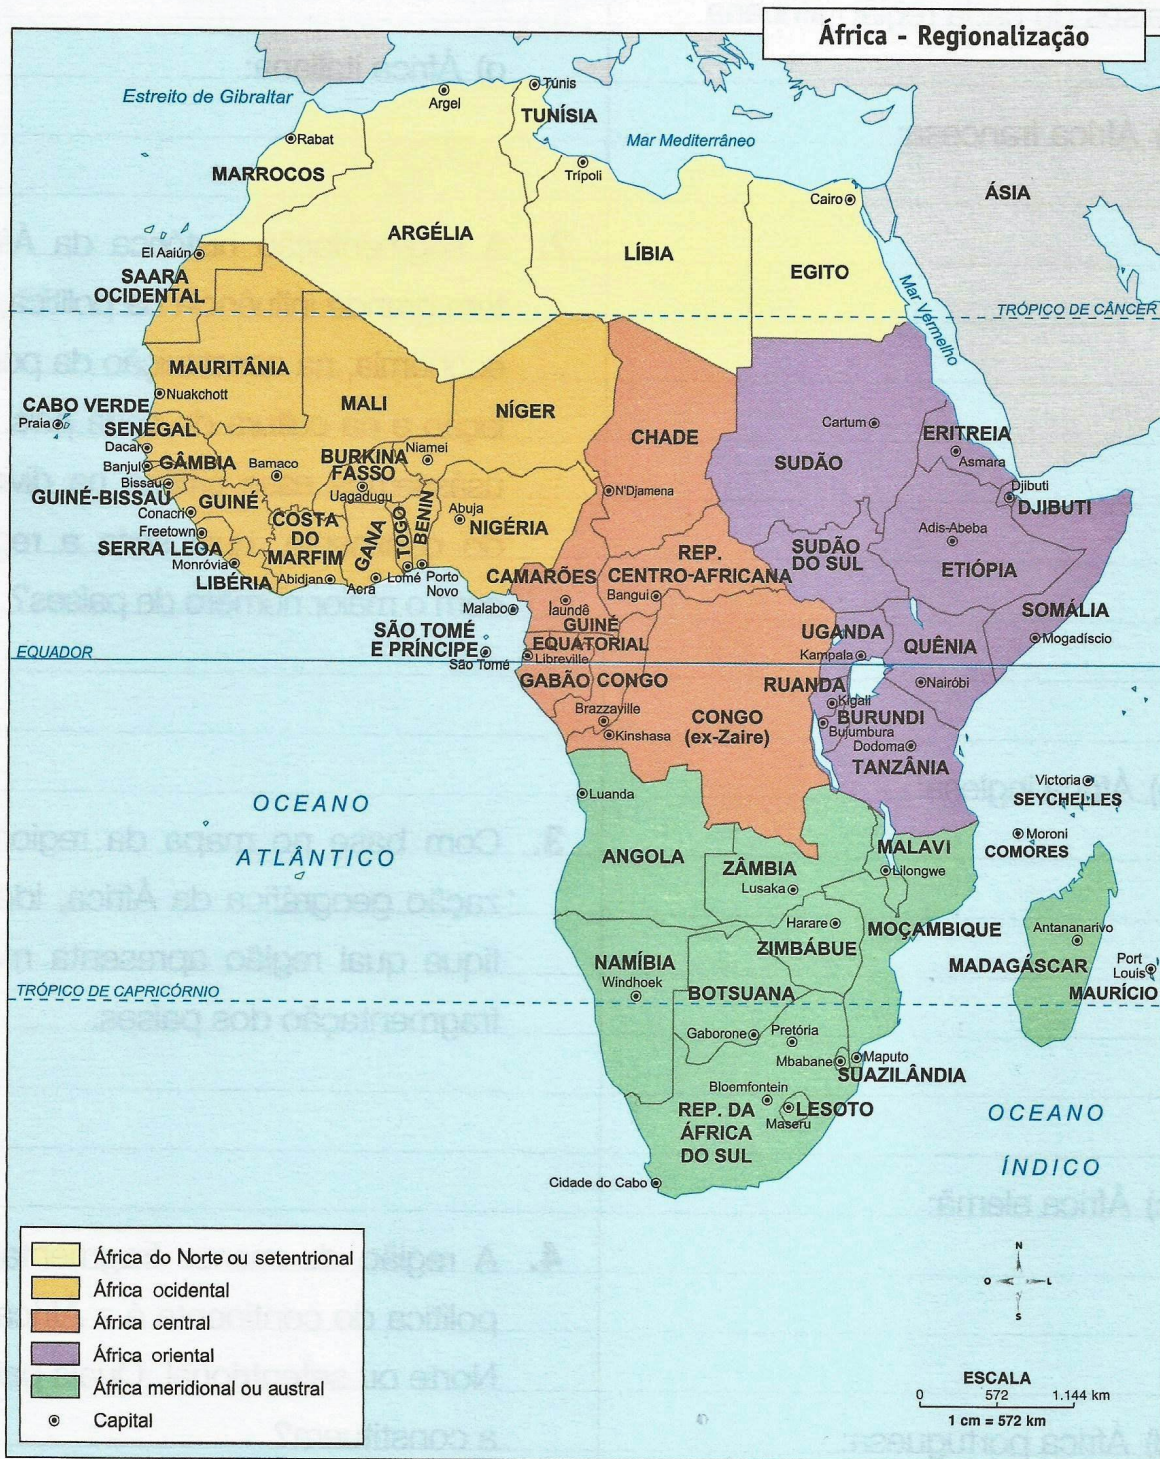 África - Regionalização
Estreito de Gibraltar
Argel
Túnis
TUNÍSIA
Mar Mediterrâneo
Rabat
MARROCOS
Trípoli
Cairo
ÁSIA
ARGÉLIA
LÍBIA
EGITO
El Aaiún
SAARA
OCIDENTAL
Mar Vermelho
TRÓPICO DE CÂNCER
MAURITÂNIA
Nuakchott
MALI
NÍGER
CABO VERDE
Praia
SENEGAL
Dacar
Banjul
GÂMBIA
Bissau
GUINÉ-BISSAU
Bamaco
BURKINA
FASSO
Niamei
Uagadugu
CHADE
N'Djamena
Cartum
SUDÃO
ERITREIA
Asmara
Djibuti
DJIBUTI
GUINÉ
Conacri
Freetown
SERRA LEOA
Monróvia
LIBÉRIA
COSTA
DO
MARFIM
Abidjan
GANA
Acra
TOGO
Lomé
BENIN
Porto
Novo
Abuja
NIGÉRIA
CAMARÕES
Iaundê
REP.
CENTRO-AFRICANA
Bangui
SUDÃO
DO SUL
Adis-Abeba
ETIÓPIA
SOMÁLIA
Mogadíscio
Malabo
GUINÉ
EQUATORIAL
SÃO TOMÉ
E PRÍNCIPE
São Tomé
Libreville
EQUADOR
UGANDA
Kampala
QUÊNIA
Nairóbi
GABÃO
CONGO
Brazzaville
Kinshasa
CONGO
(ex-Zaire)
RUANDA
Kigali
BURUNDI
Bujumbura
Dodoma
TANZÂNIA
Victoria
SEYCHELLES
Moroni
COMORES
OCEANO
ATLÂNTICO
Luanda
ANGOLA
ZÂMBIA
Lusaka
MALAVI
Lilongwe
Harare
ZIMBÁBUE
MOÇAMBIQUE
Antananarivo
MADAGÁSCAR
Port
Louis
MAURÍCIO
NAMÍBIA
Windhoek
BOTSUANA
TRÓPICO DE CAPRICÓRNIO
Gaborone
Pretória
Mbabane
Maputo
SUAZILÂNDIA
Bloemfontein
LESOTO
Maseru
REP. DA
ÁFRICA
DO SUL
Cidade do Cabo
OCEANO
ÍNDICO
África do Norte ou setentrional
África ocidental
África central
África oriental
África meridional ou austral
Capital
N
O
L
S
ESCALA
0 572 1.144 km
1 cm = 572 km